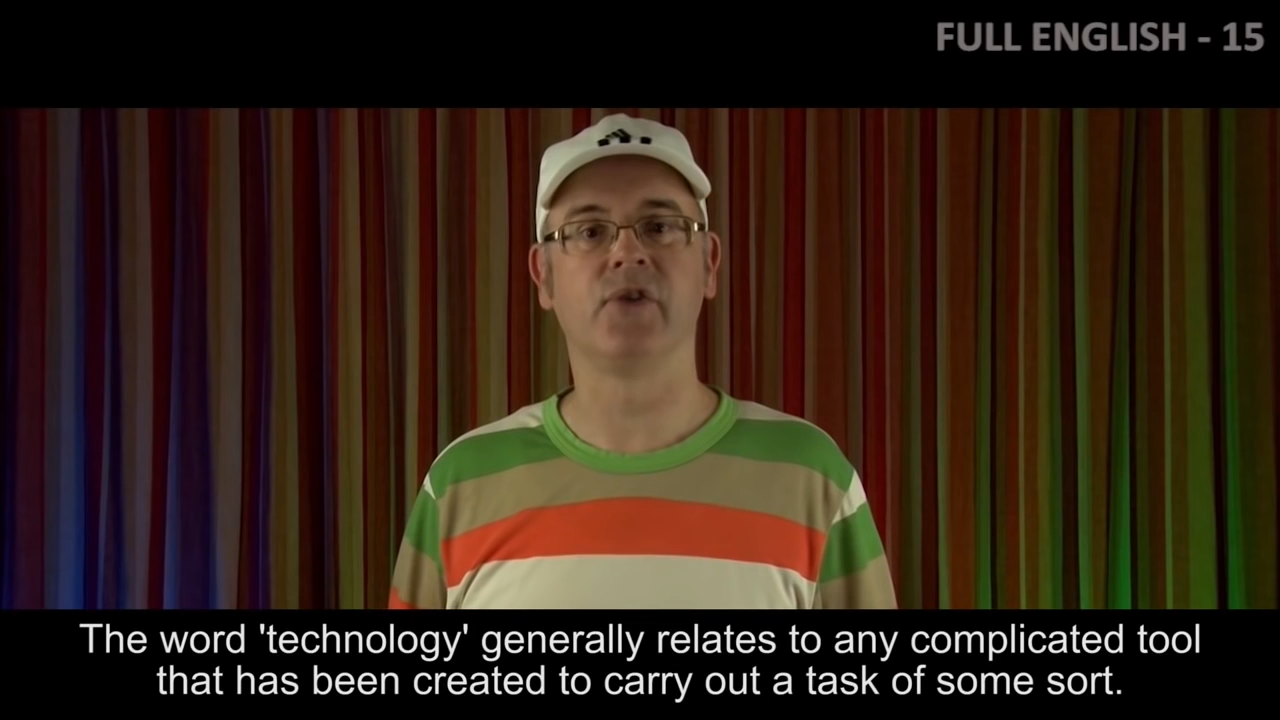 FULL ENGLISH - 15
The word 'technology' generally relates to any complicated tool
that has been created to carry out a task of some sort.